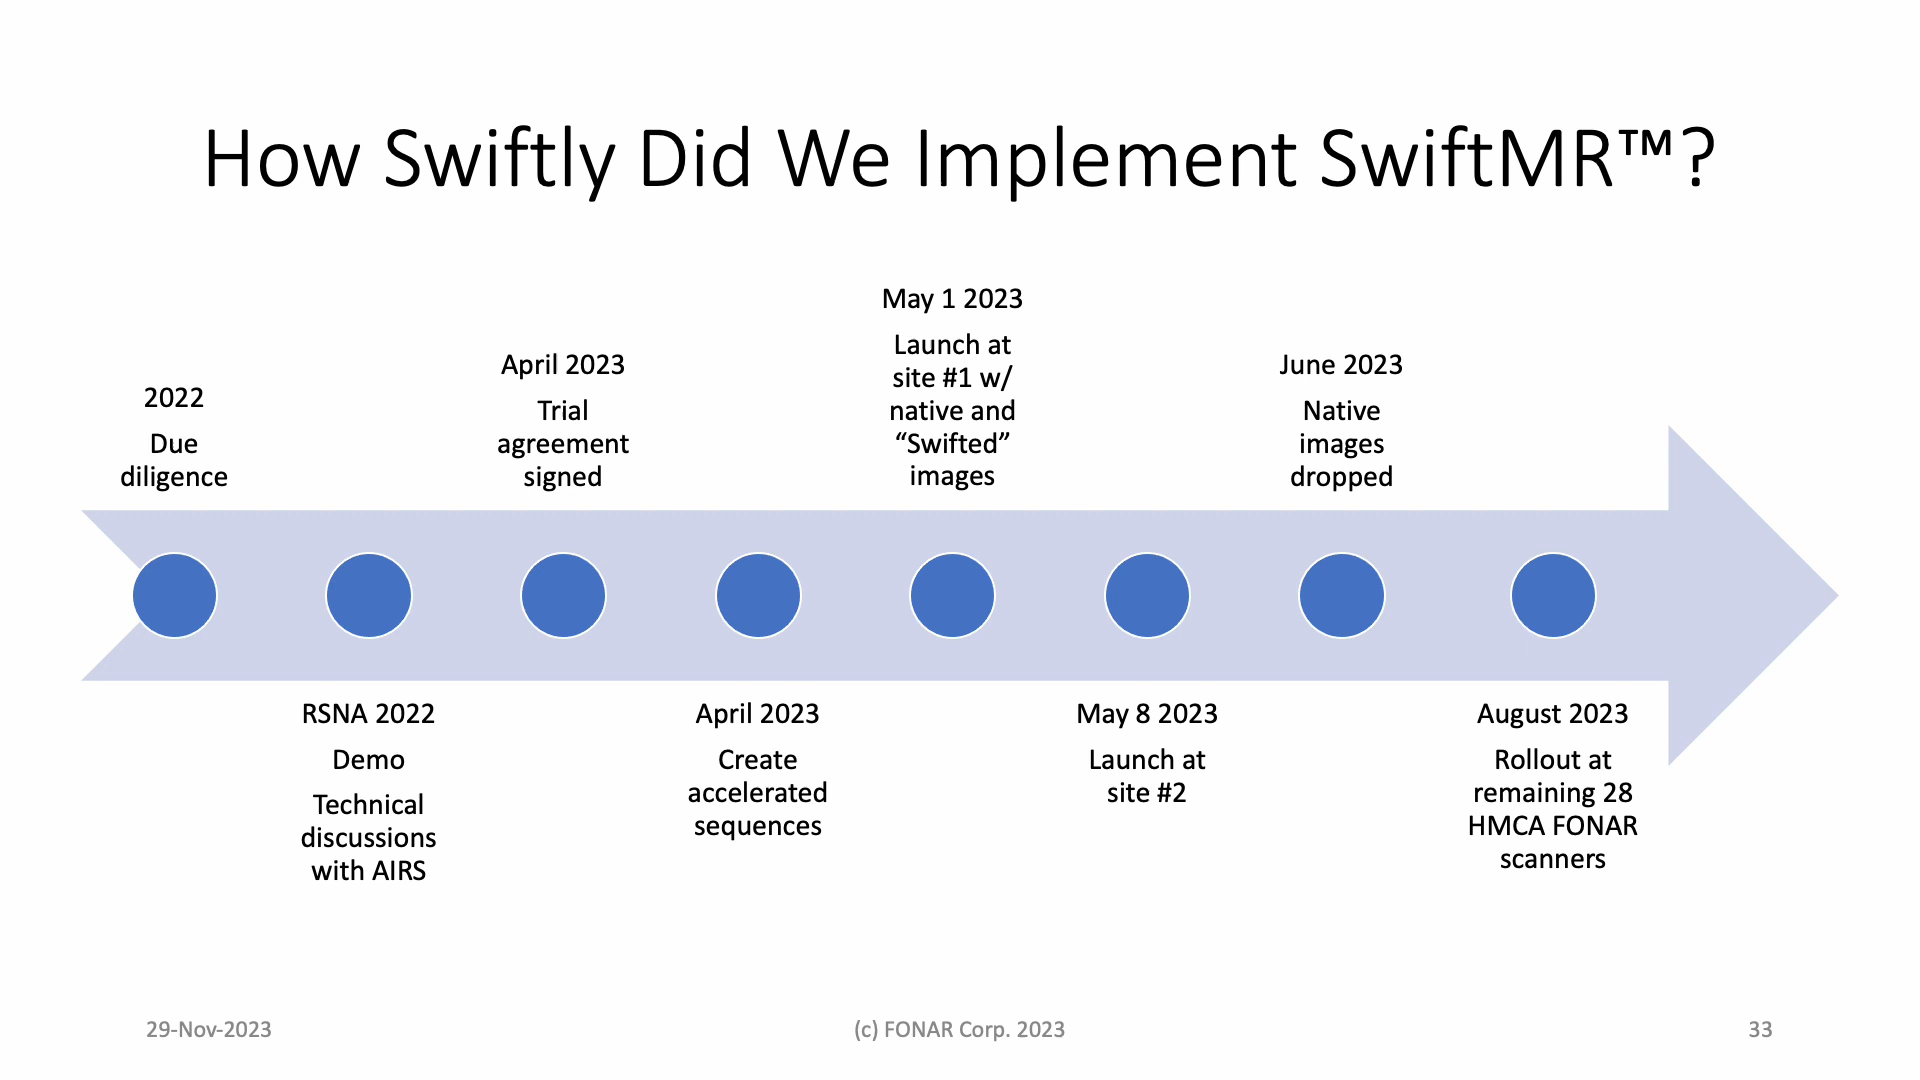 How Swiftly Did We Implement SwiftMR™?
2022
Due
diligence
RSNA 2022
Demo
Technical
discussions
with AIRS
April 2023
Trial
agreement
signed
April 2023
Create
accelerated
sequences
May 1 2023
Launch at
site #1 w/
native and
“Swifted”
images
May 8 2023
Launch at
site #2
June 2023
Native
images
dropped
August 2023
Rollout at
remaining 28
HMCA FONAR
scanners
29-Nov-2023
(c) FONAR Corp. 2023
33